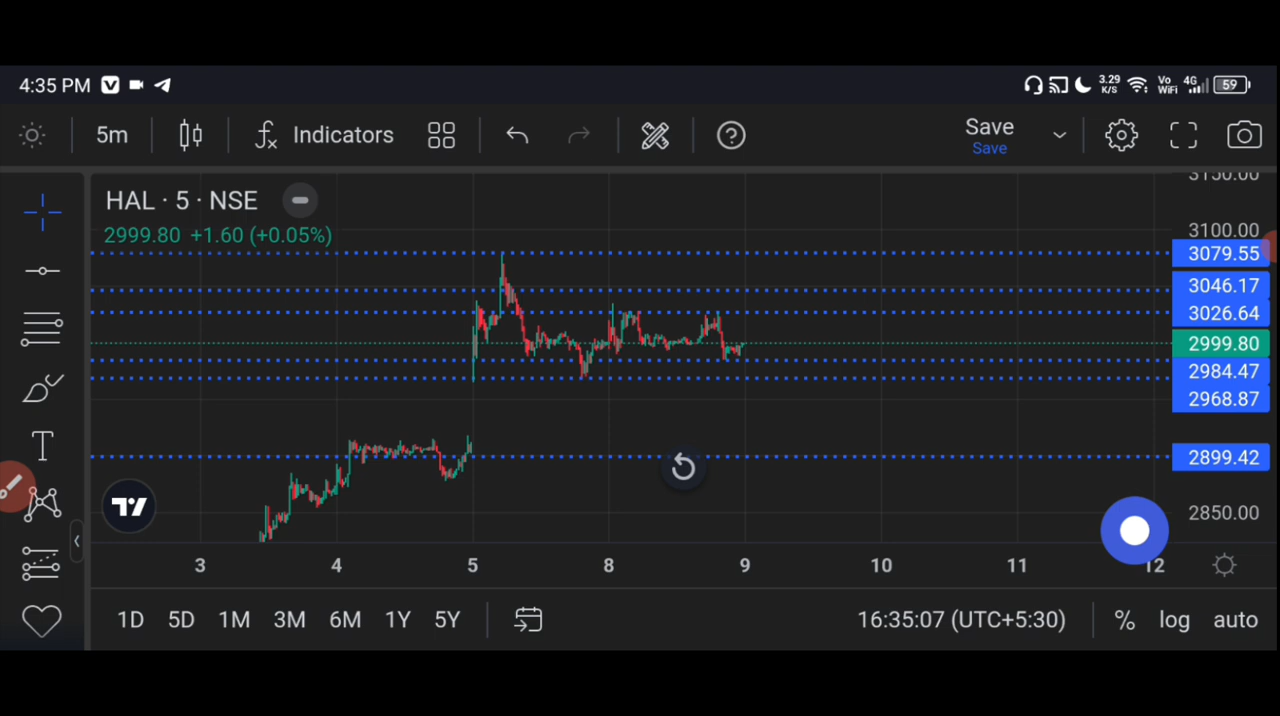 4:35 PM
3.29 K/S
Vo WiFi
4G
59
5m
Indicators
Save
Save
HAL · 5 · NSE
2999.80 +1.60 (+0.05%)
3150.00
3100.00
3079.55
3046.17
3026.64
2999.80
2984.47
2968.87
2899.42
2850.00
3 4 5 8 9 10 11 12
1D 5D 1M 3M 6M 1Y 5Y
16:35:07 (UTC+5:30)
% log auto